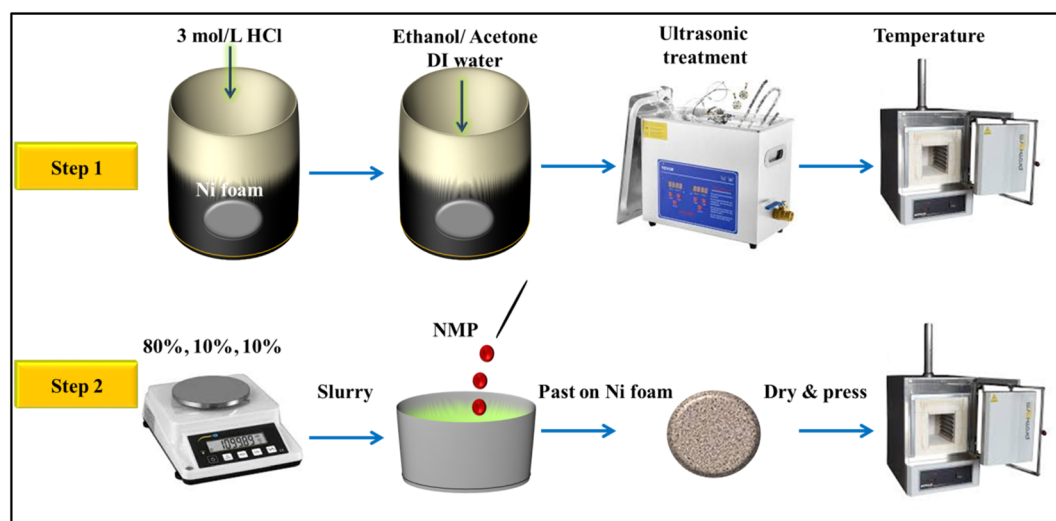 3 mol/L HCl
Ethanol/ Acetone
DI water
Ultrasonic
treatment
Temperature
Step 1
Ni foam
80%, 10%, 10%
NMP
Step 2
Slurry
Past on Ni foam
Dry & press